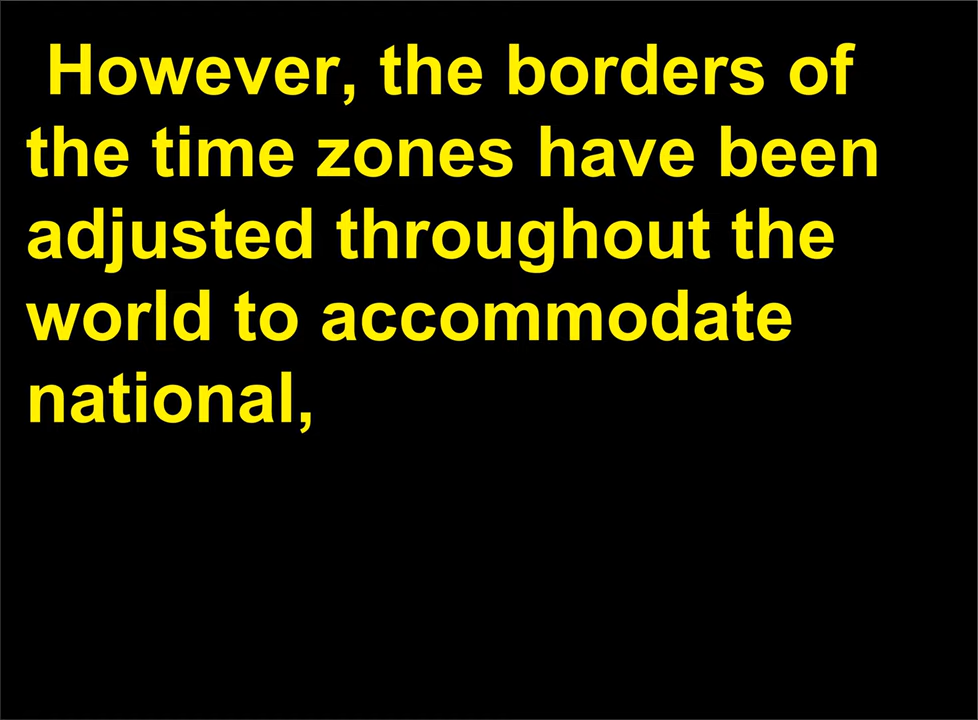 However, the borders of
the time zones have been
adjusted throughout the
world to accommodate
national,